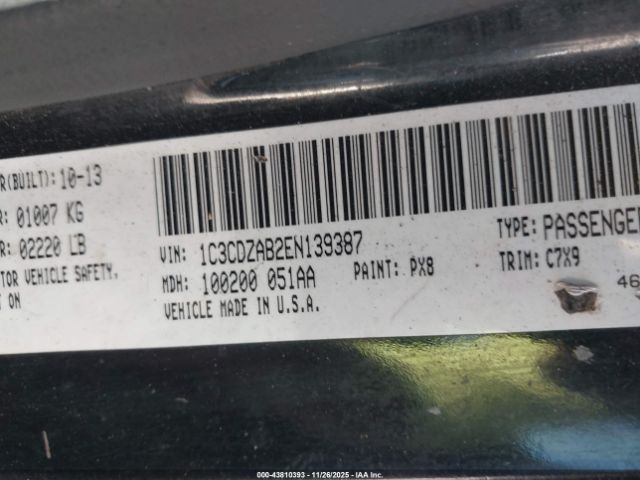 R(BUILT): 10-13
R: 01007 KG
R: 02220 LB
TOR VEHICLE SAFETY,
T ON
VIN: 1C3CDZAB2EN139387
MDH: 100200 051AA
PAINT: PX8
VEHICLE MADE IN U.S.A.
TYPE: PASSENGER
TRIM: C7X9
46
000-43810393 — 11/26/2025 — IAA Inc.